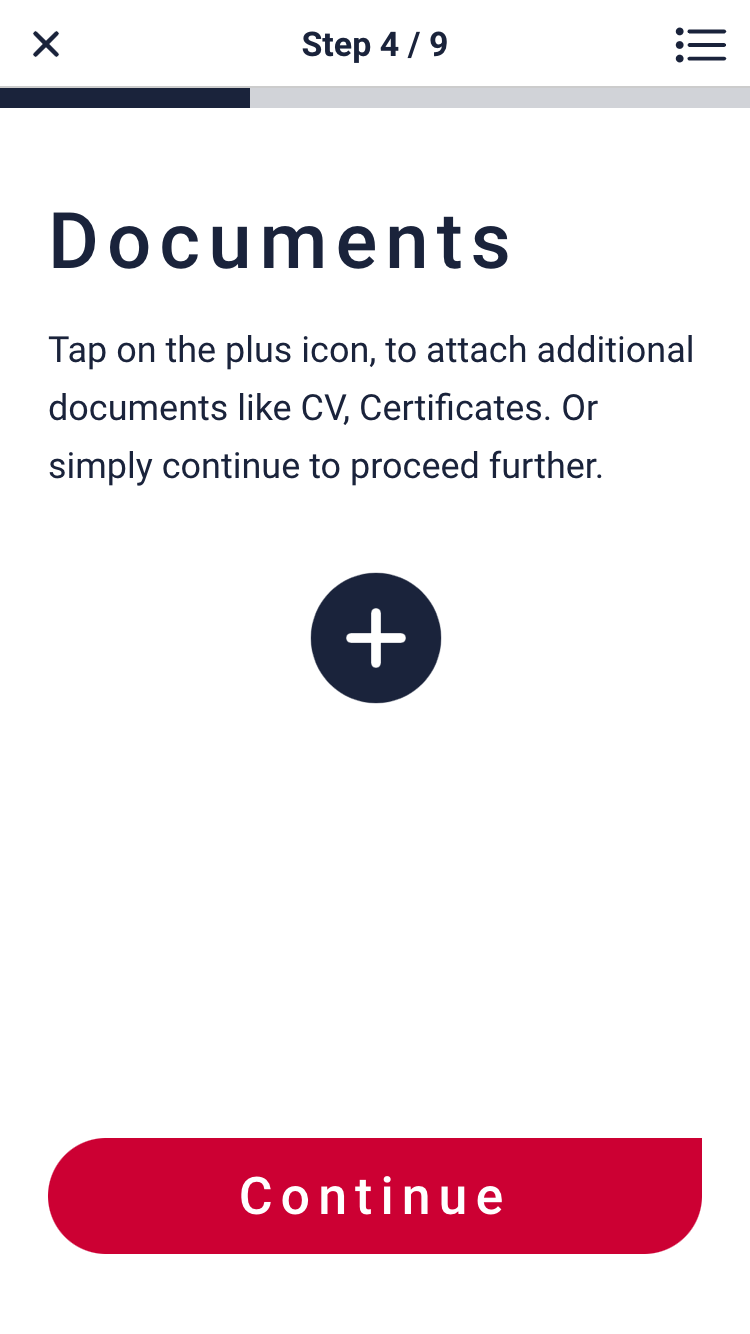 Step 4 / 9
Documents
Tap on the plus icon, to attach additional
documents like CV, Certificates. Or
simply continue to proceed further.
Continue